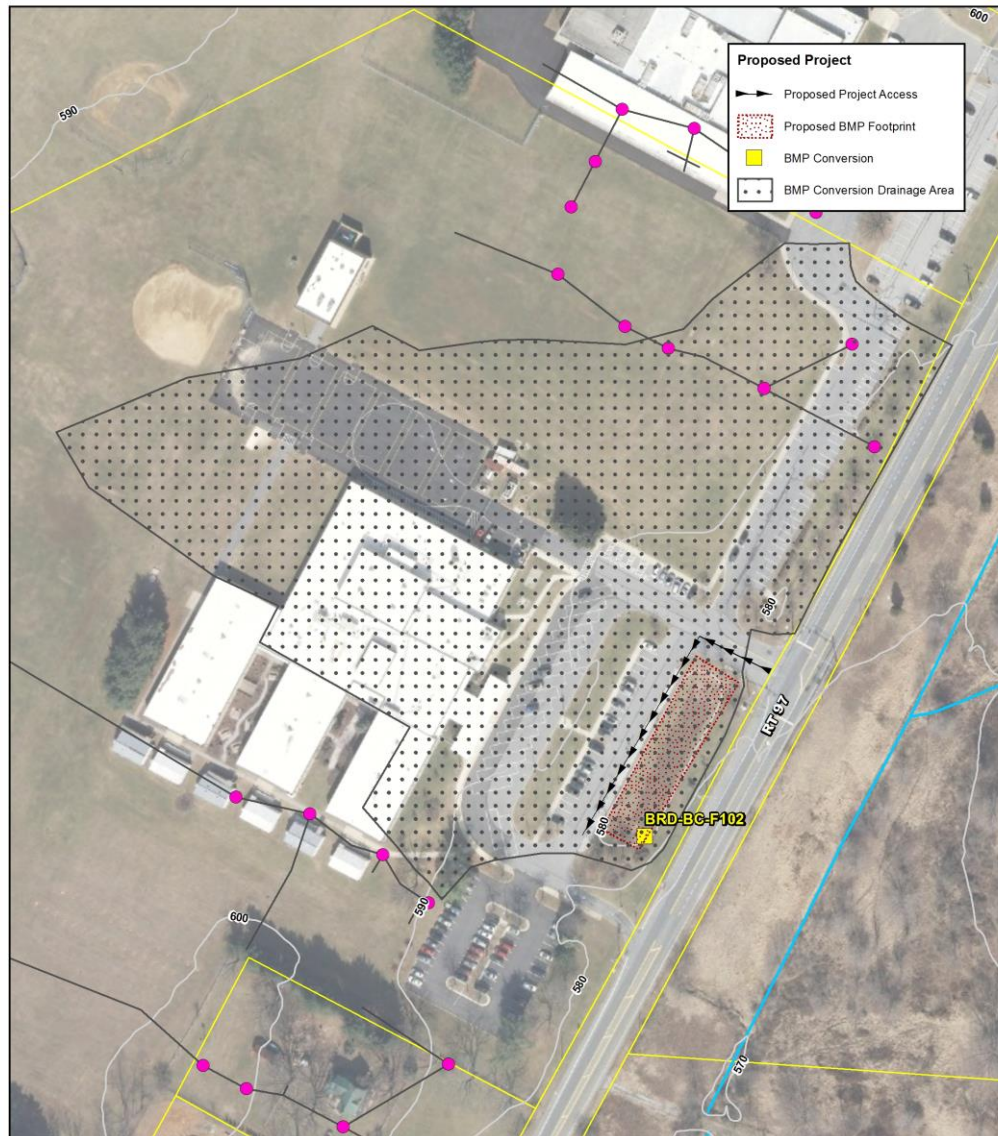 600
590
Proposed Project
Proposed Project Access
Proposed BMP Footprint
BMP Conversion
BMP Conversion Drainage Area
580
RT 97
BRD-BC-F102
580
590
600
580
570